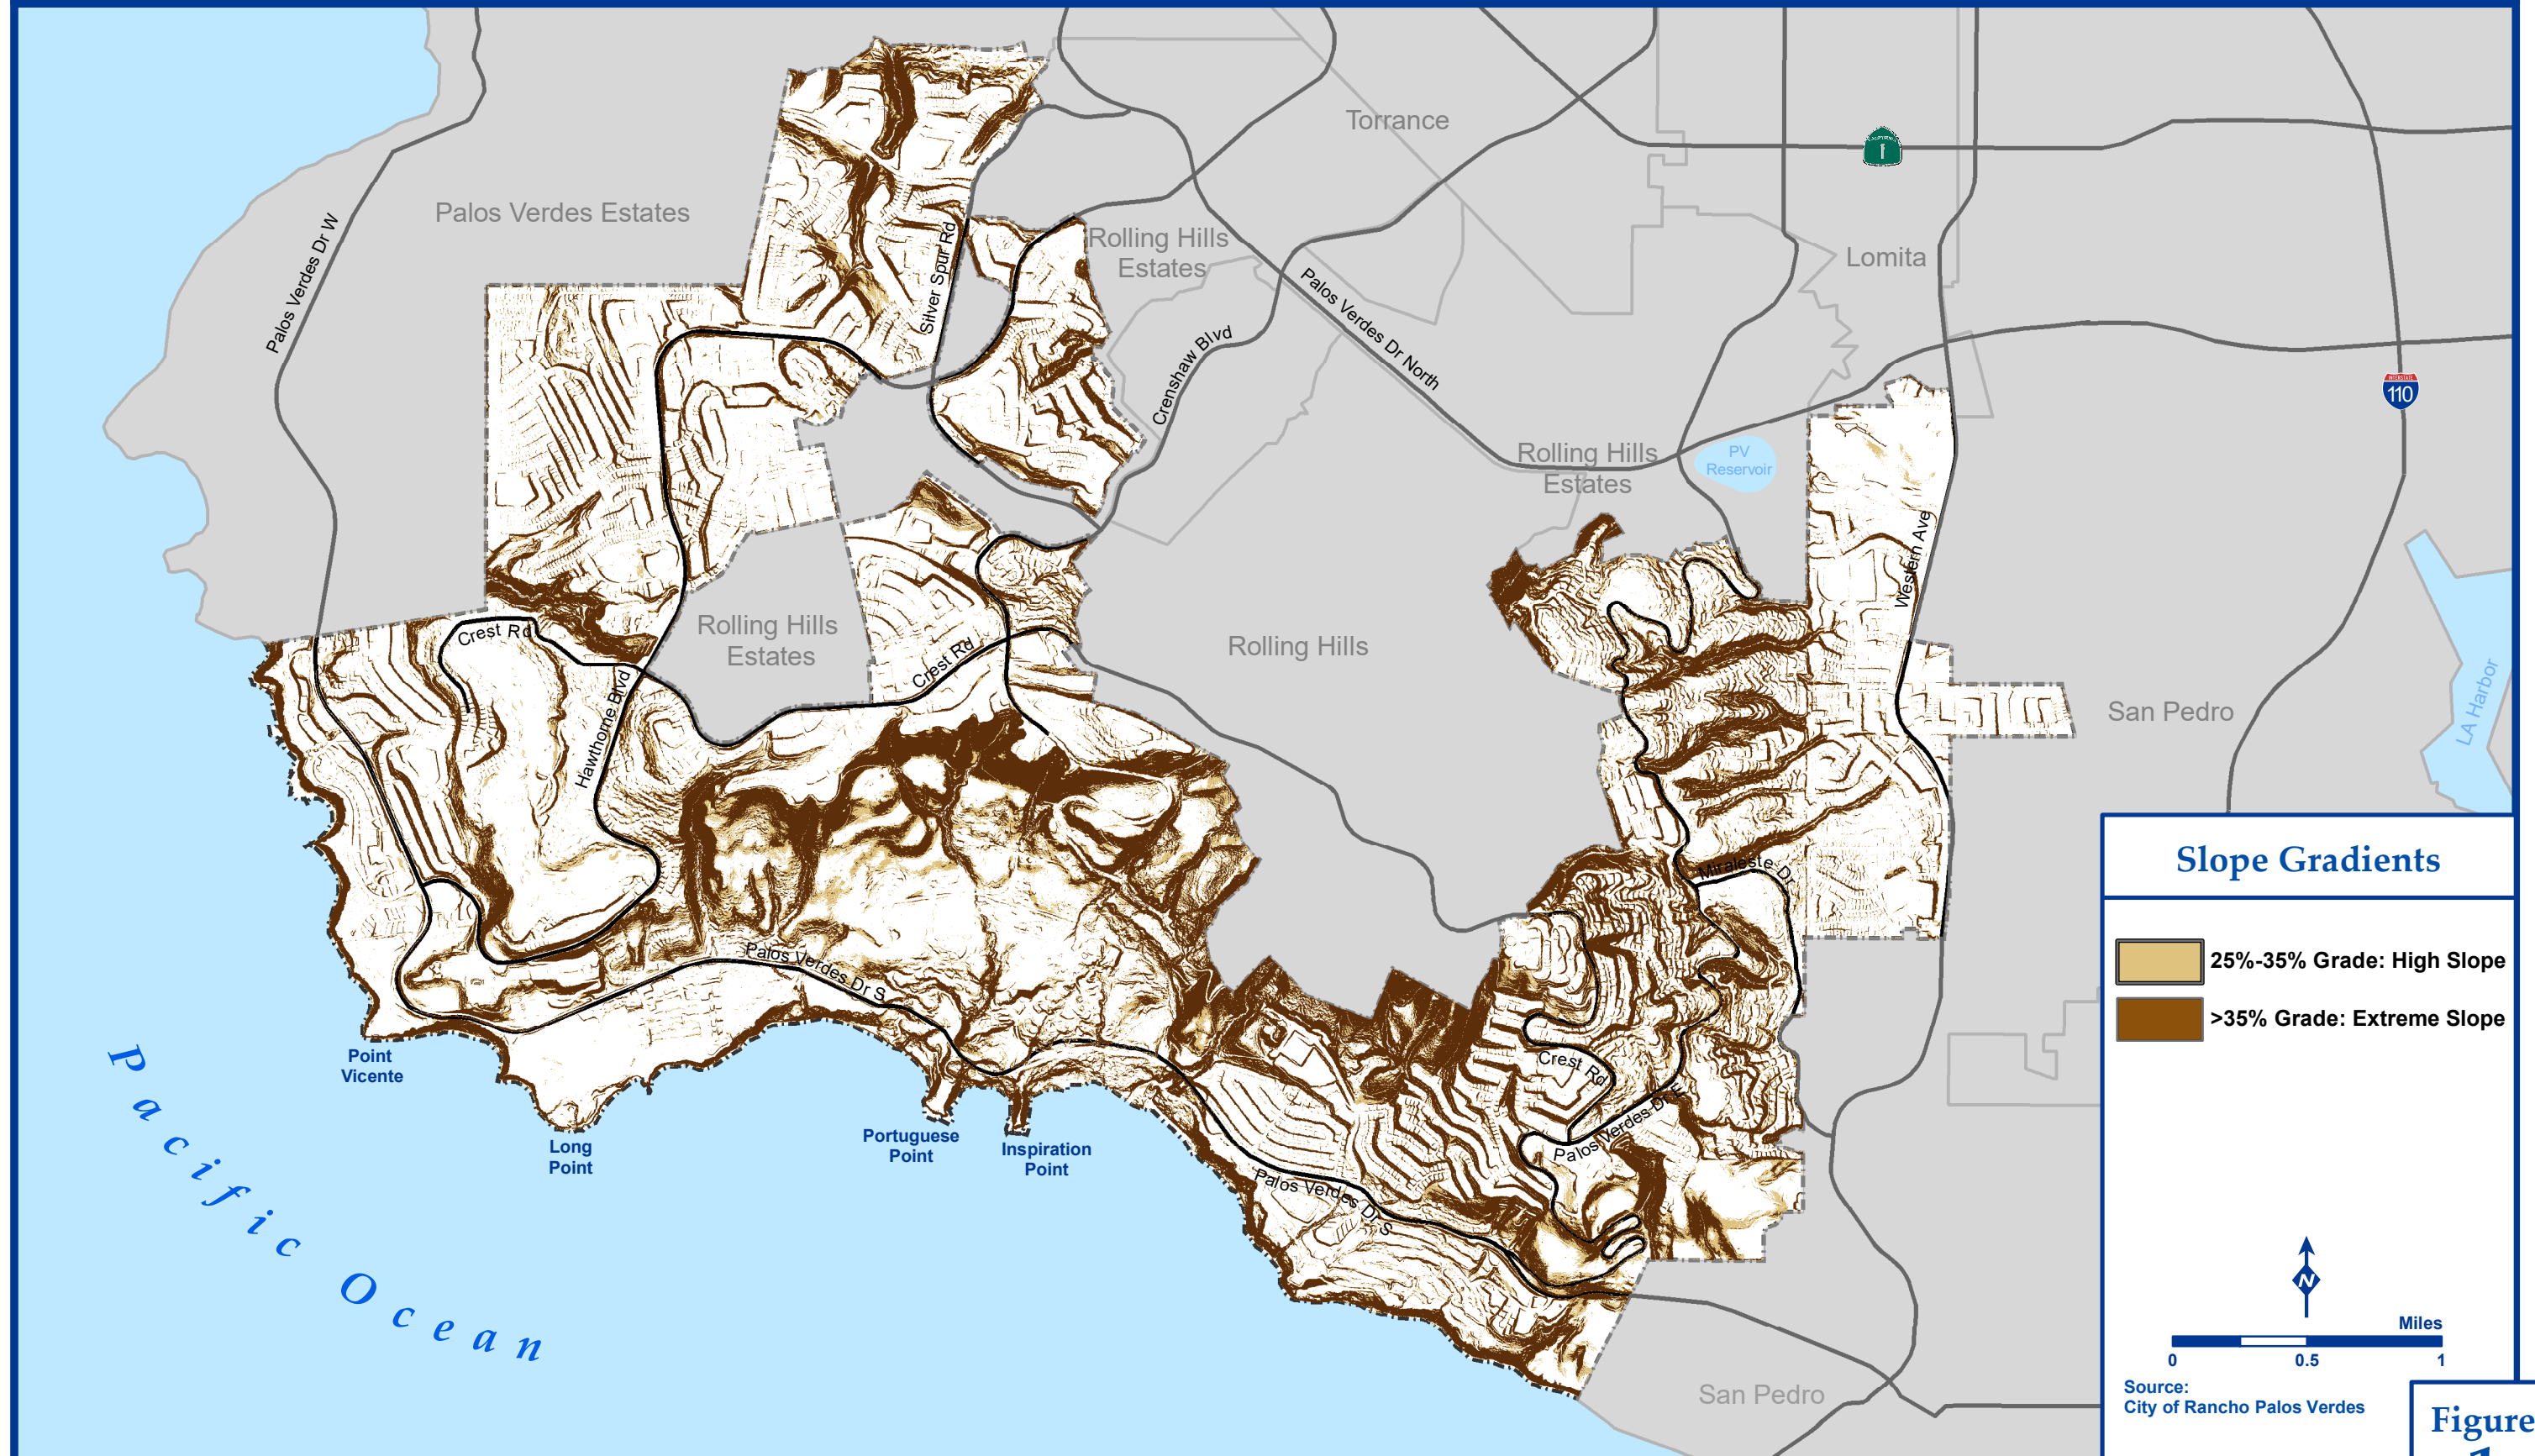 Torrance
CALIFORNIA
1
Palos Verdes Estates
Palos Verdes Dr W
Silver Spur Rd
Rolling Hills
Estates
Lomita
Palos Verdes Dr North
Crenshaw Blvd
INTERSTATE
110
Rolling Hills
Estates
PV
Reservoir
Western Ave
Crest Rd
Rolling Hills
Estates
Crest Rd
Rolling Hills
Hawthorne Blvd
San Pedro
LA Harbor
Miraleste Dr
Palos Verdes Dr S
Point
Vicente
Long
Point
Portuguese
Point
Inspiration
Point
Crest Rd
Palos Verdes Dr E
Palos Verdes Dr S
Pacific Ocean
San Pedro
Slope Gradients
25%-35% Grade: High Slope
>35% Grade: Extreme Slope
N
Miles
0 0.5 1
Source:
City of Rancho Palos Verdes
Figure